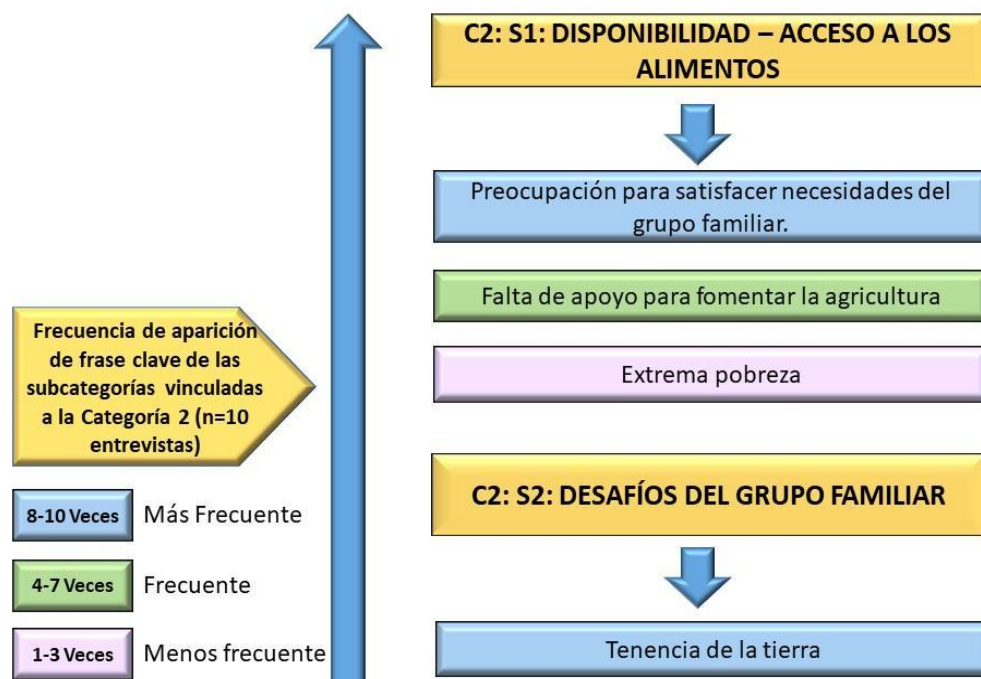 C2: S1: DISPONIBILIDAD – ACCESO A LOS
ALIMENTOS
Preocupación para satisfacer necesidades del
grupo familiar.
Falta de apoyo para fomentar la agricultura
Extrema pobreza
C2: S2: DESAFÍOS DEL GRUPO FAMILIAR
Tenencia de la tierra
Frecuencia de aparición
de frase clave de las
subcategorías vinculadas
a la Categoría 2 (n=10
entrevistas)
8-10 Veces Más Frecuente
4-7 Veces Frecuente
1-3 Veces Menos frecuente